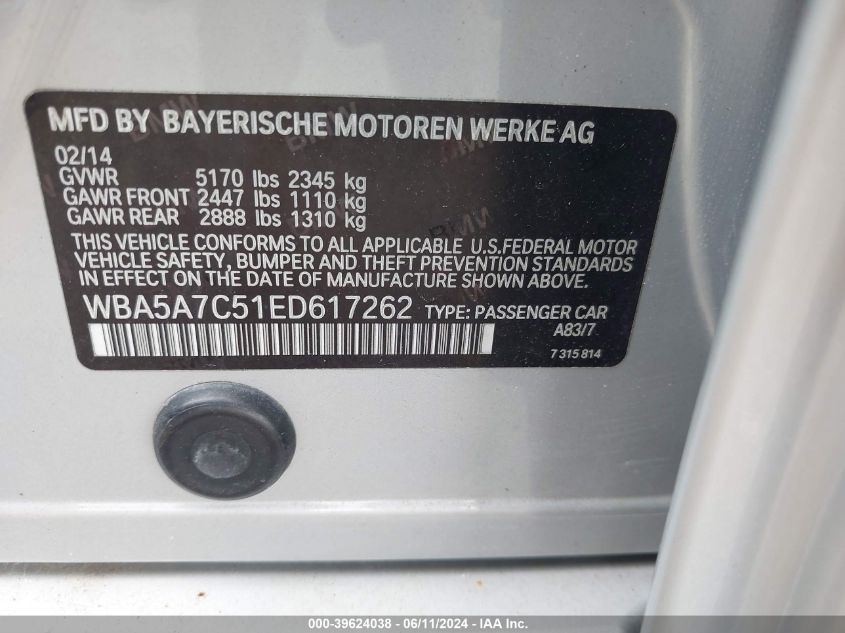 MFD BY BAYERISCHE MOTOREN WERKE AG
02/14
GVWR 5170 lbs 2345 kg
GAWR FRONT 2447 lbs 1110 kg
GAWR REAR 2888 lbs 1310 kg
THIS VEHICLE CONFORMS TO ALL APPLICABLE U.S.FEDERAL MOTOR
VEHICLE SAFETY, BUMPER AND THEFT PREVENTION STANDARDS
IN EFFECT ON THE DATE OF MANUFACTURE SHOWN ABOVE.
WBA5A7C51ED617262 TYPE: PASSENGER CAR
A83/7
7 315 814
000-39624038 - 06/11/2024 - IAA Inc.